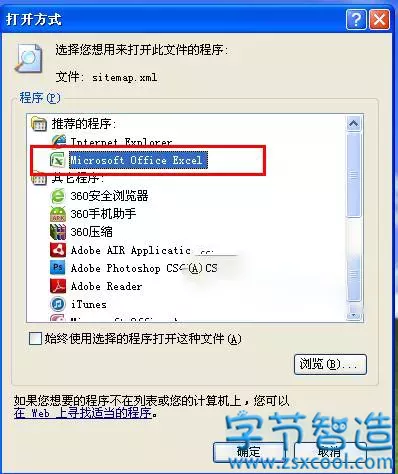 打开方式
选择您想用来打开此文件的程序:
文件: sitemap.xml
程序(P)
推荐的程序:
Internet Explorer
Microsoft Office Excel
其它程序:
360安全浏览器
360手机助手
360压缩
Adobe AIR Applicatic
Adobe Photoshop CS(A)CS
Adobe Reader
iTunes
Microsoft Office
始终使用选择的程序打开这种文件(A)
浏览(B)...
如果您想要的程序不在列表或您的计算机上，您可以
在 Web 上寻找适当的程序。
确定
取消
字节智造
www.zsxcool.com